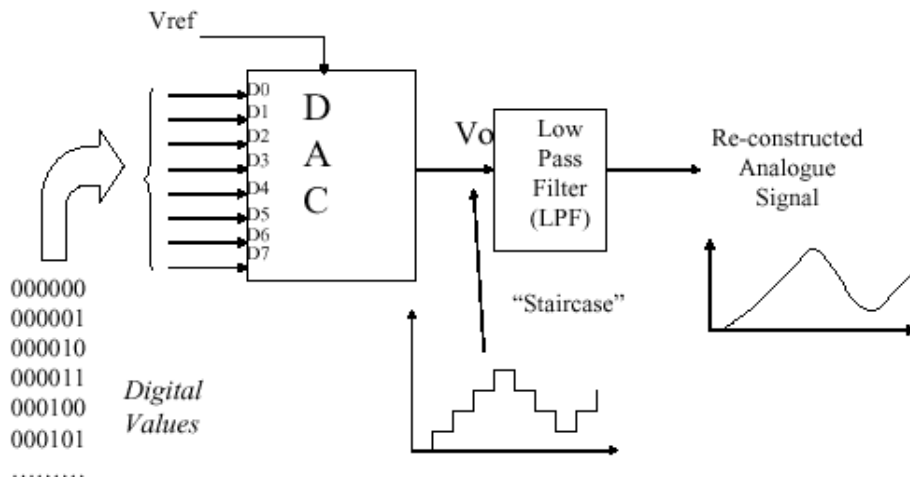 Vref
D0
D1
D2
D3
D4
D5
D6
D7
D
A
C
Vo
Low
Pass
Filter
(LPF)
Re-constructed
Analogue
Signal
“Staircase”
000000
000001
000010
000011
000100
000101
.........
Digital
Values